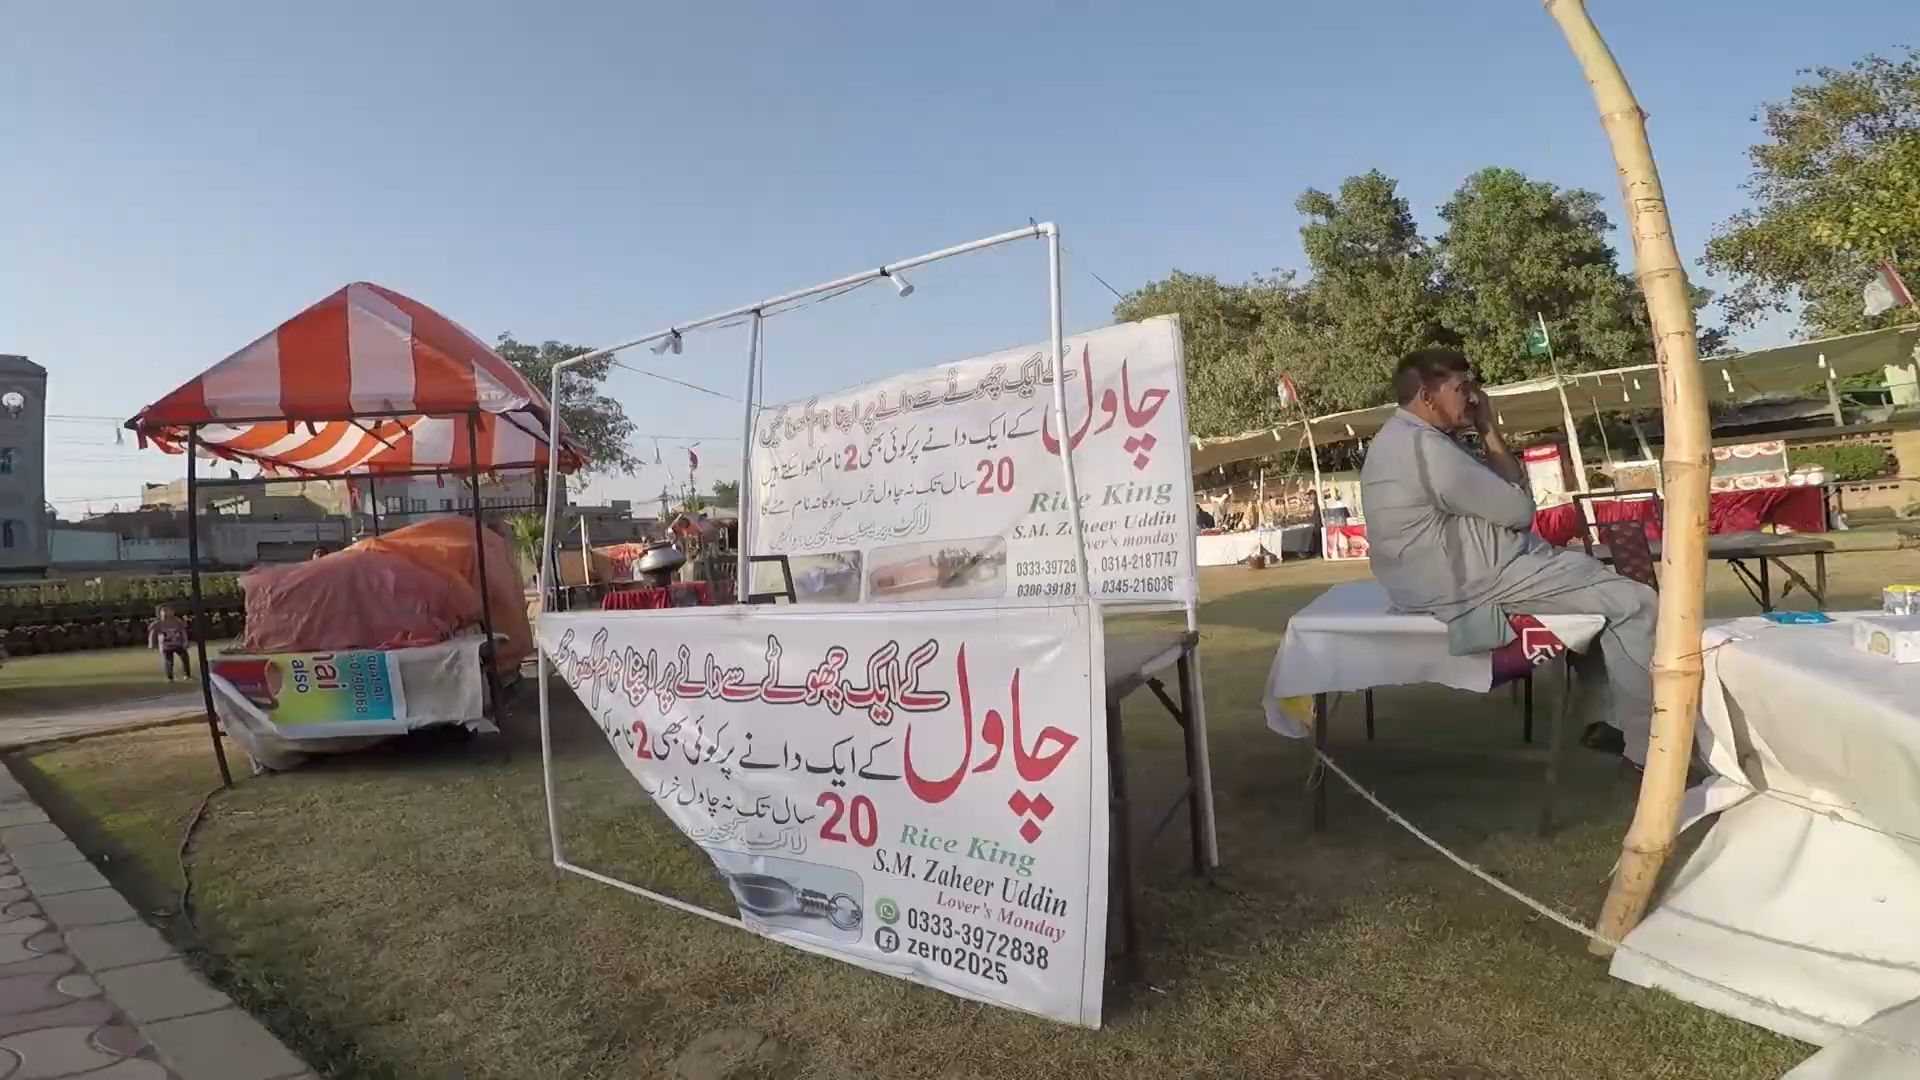 چاول کے ایک چھوٹے سے دانے پر اپنا نام لکھوائیں
کے ایک دانے پر کوئی بھی 2 نام لکھوا سکتے ہیں
20 سال تک نہ چاول خراب ہوگا نہ نام مٹے گا
Rice King
S.M. Zaheer Uddin
Lover's monday
0314-2187747
0345-216036
چاول کے ایک چھوٹے سے دانے پر اپنا نام لکھوائیں
کے ایک دانے پر کوئی بھی 2 نام
20 سال تک نہ چاول خراب
Rice King
S.M. Zaheer Uddin
Lover's Monday
0333-3972838
zero2025
also